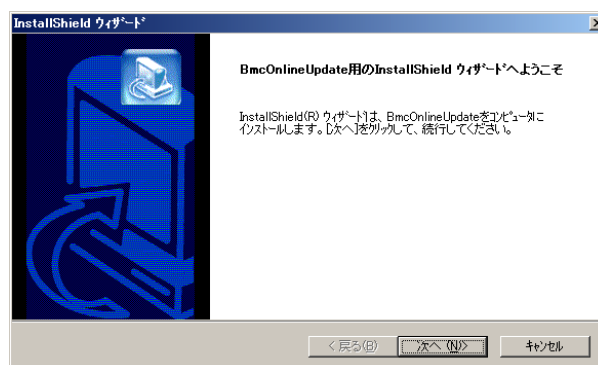 InstallShield ウィザード
BmcOnlineUpdate用のInstallShield ウィザードへようこそ
InstallShield(R) ウィザードは、BmcOnlineUpdateをコンピュータに
インストールします。[次へ]をクリックして、続行してください。
< 戻る(B)
次へ (N)>
キャンセル